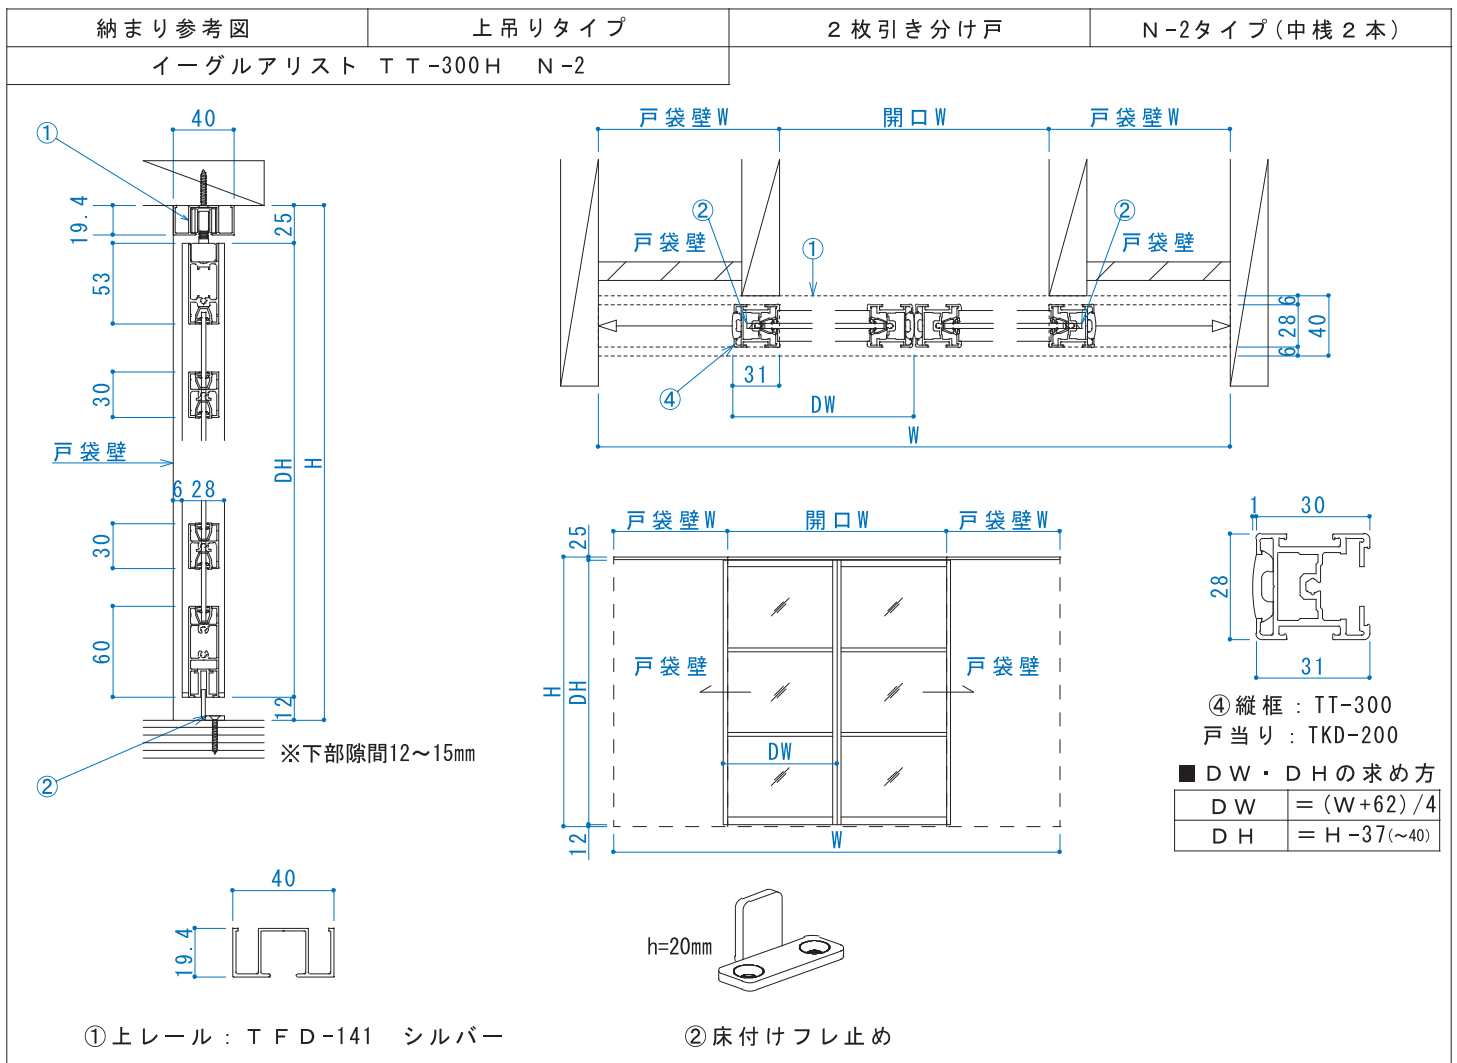 納まり参考図 上吊りタイプ 2枚引き分け戸 N-2タイプ(中桟2本)
イーグルアリスト TT-300H N-2
40
①
19.4
25
53
30
戸袋壁
DH
H
6 28
30
60
12
②
※下部隙間12〜15mm
戸袋壁W 開口W 戸袋壁W
② ②
戸袋壁 ① 戸袋壁
6
28
40
6
31
④
DW
W
戸袋壁W 開口W 戸袋壁W
25
H
DH
戸袋壁 戸袋壁
DW
12
W
1 30
28
31
④縦框：TT-300
戸当り：TKD-200
■DW・DHの求め方
DW =(W+62)/4
DH =H-37(~40)
40
19.4
①上レール：TFD-141 シルバー
h=20mm
②床付けフレ止め